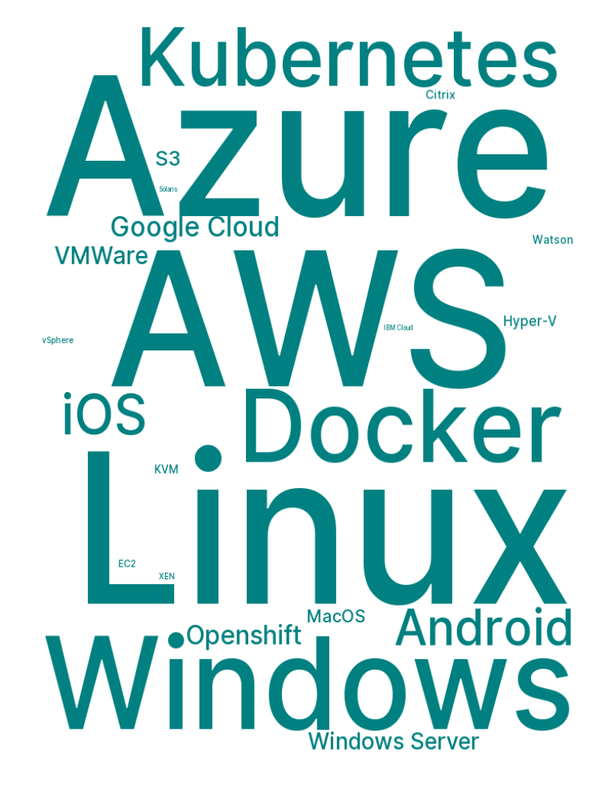 Kubernetes
Citrix
Azure
S3
Solaris
Google Cloud
Watson
VMWare
AWS
Hyper-V
IBM Cloud
vSphere
iOS
Docker
Linux
KVM
EC2
XEN
MacOS
Android
Openshift
Windows
Windows Server